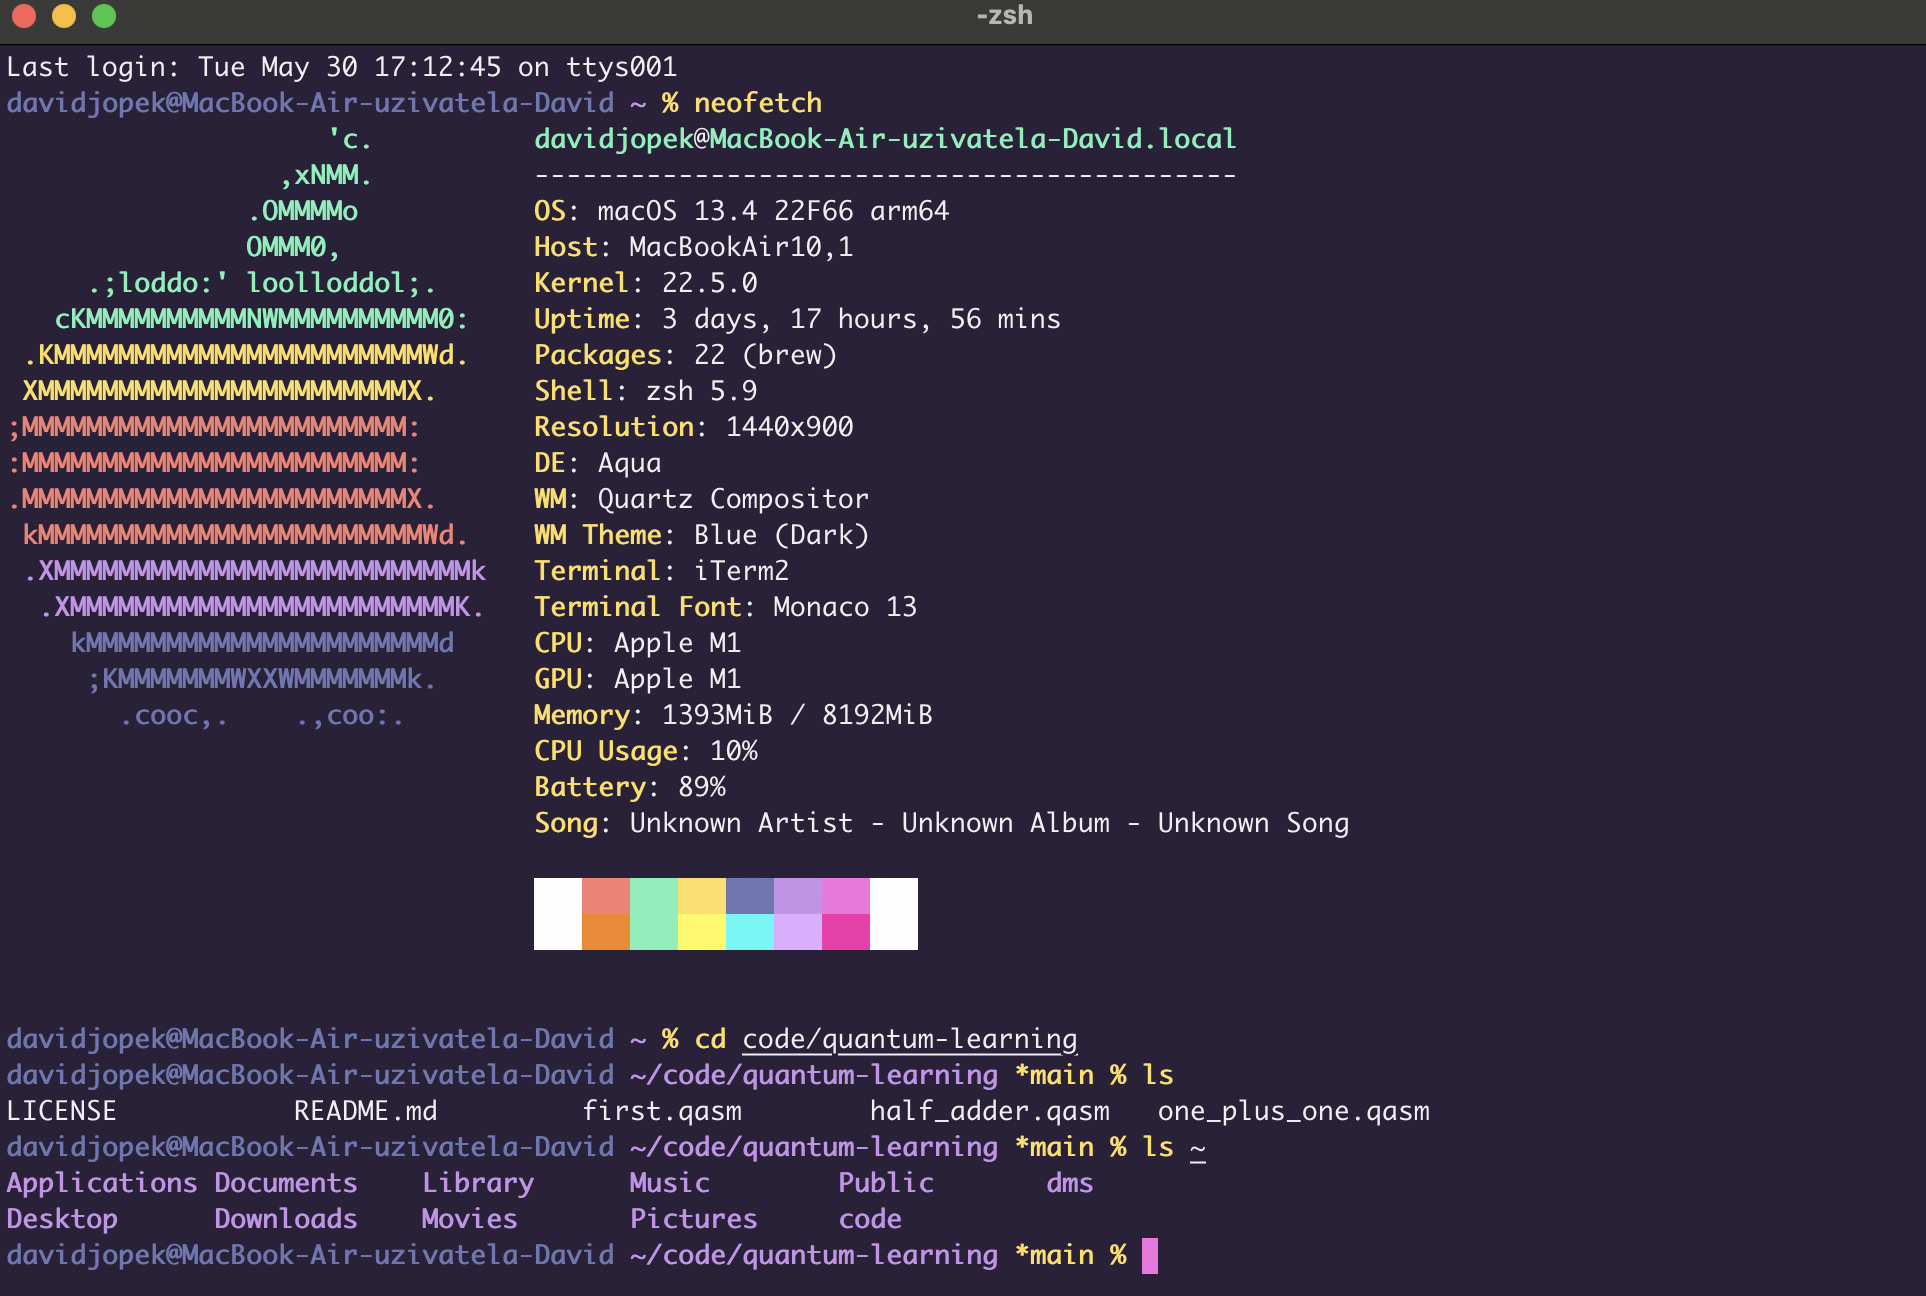 -zsh
Last login: Tue May 30 17:12:45 on ttys001
davidjopek@MacBook-Air-uzivatela-David ~ % neofetch
                    'c.          davidjopek@MacBook-Air-uzivatela-David.local
                 ,xNMM.          --------------------------------------------
               .OMMMMo           OS: macOS 13.4 22F66 arm64
               OMMM0,            Host: MacBookAir10,1
     .;loddo:' loolloddol;.      Kernel: 22.5.0
   cKMMMMMMMMMMNWMMMMMMMMMM0:    Uptime: 3 days, 17 hours, 56 mins
 .KMMMMMMMMMMMMMMMMMMMMMMMWd.    Packages: 22 (brew)
 XMMMMMMMMMMMMMMMMMMMMMMMX.      Shell: zsh 5.9
;MMMMMMMMMMMMMMMMMMMMMMMM:       Resolution: 1440x900
:MMMMMMMMMMMMMMMMMMMMMMMM:       DE: Aqua
.MMMMMMMMMMMMMMMMMMMMMMMMX.      WM: Quartz Compositor
 kMMMMMMMMMMMMMMMMMMMMMMMMWd.    WM Theme: Blue (Dark)
 .XMMMMMMMMMMMMMMMMMMMMMMMMMMk   Terminal: iTerm2
  .XMMMMMMMMMMMMMMMMMMMMMMMMK.   Terminal Font: Monaco 13
    kMMMMMMMMMMMMMMMMMMMMMMd     CPU: Apple M1
     ;KMMMMMMMWXXWMMMMMMMk.      GPU: Apple M1
       .cooc,.    .,coo:.        Memory: 1393MiB / 8192MiB
                                 CPU Usage: 10%
                                 Battery: 89%
                                 Song: Unknown Artist - Unknown Album - Unknown Song
davidjopek@MacBook-Air-uzivatela-David ~ % cd code/quantum-learning
davidjopek@MacBook-Air-uzivatela-David ~/code/quantum-learning *main % ls
LICENSE           README.md         first.qasm        half_adder.qasm   one_plus_one.qasm
davidjopek@MacBook-Air-uzivatela-David ~/code/quantum-learning *main % ls ~
Applications Documents    Library      Music        Public       dms
Desktop      Downloads    Movies       Pictures     code
davidjopek@MacBook-Air-uzivatela-David ~/code/quantum-learning *main %